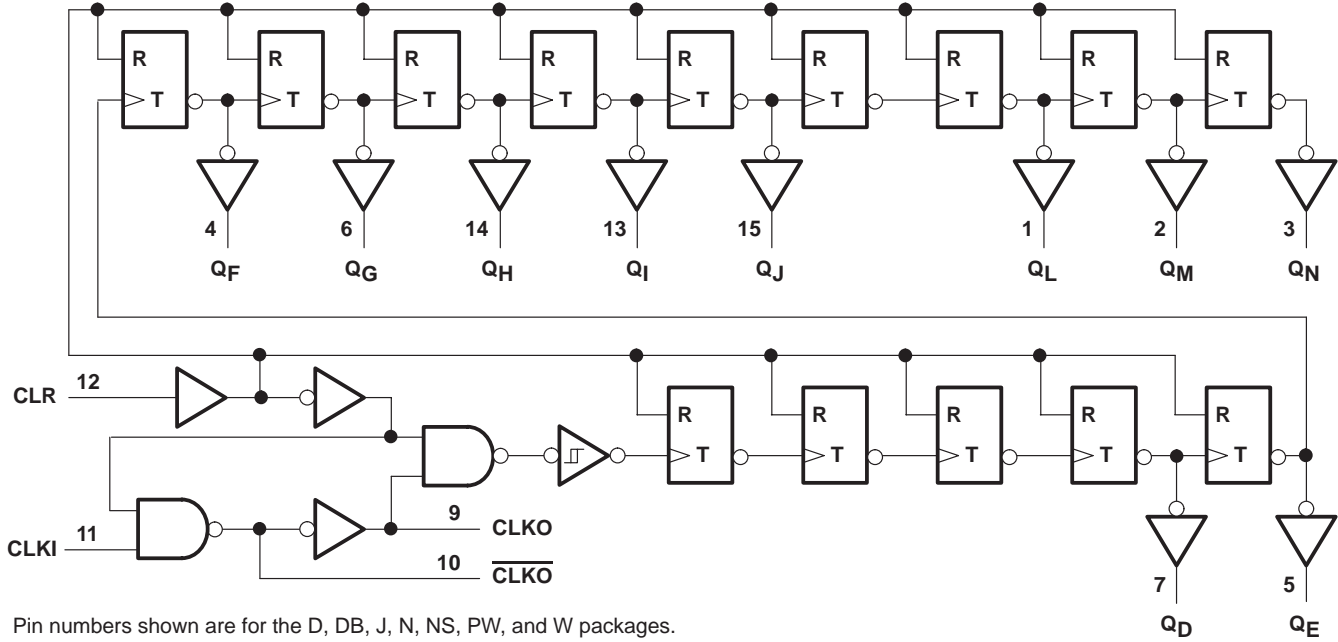 R R R R R R R R R
T T T T T T T T T
4 6 14 13 15 1 2 3
QF QG QH QI QJ QL QM QN
CLR 12
R R R R R
T T T T T
9 CLKO
CLKI 11
10 CLKO
7 5
QD QE
Pin numbers shown are for the D, DB, J, N, NS, PW, and W packages.